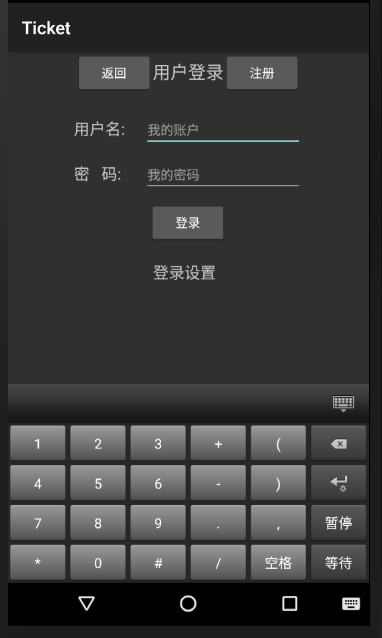 Ticket
返回 用户登录 注册
用户名: 我的账户
密 码: 我的密码
登录
登录设置
1 2 3 + (
4 5 6 - )
7 8 9 . , 暂停
* 0 # / 空格 等待